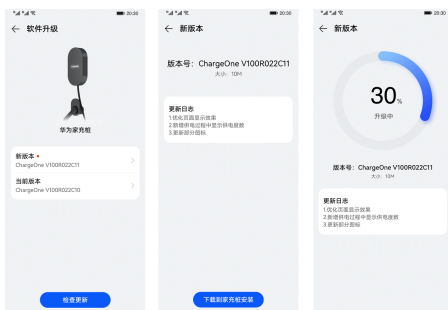 20:30
软件升级
华为家充桩
新版本
ChargeOne V100R022C11
当前版本
ChargeOne V100R022C10
检查更新
20:30
新版本
版本号： ChargeOne V100R022C11
大小：10M
更新日志
1.优化页面显示效果
2.新增供电过程中显示供电度数
3.更新部分图标
下载到家充桩安装
20:30
新版本
30%
升级中
版本号： ChargeOne V100R022C11
大小：10M
更新日志
1.优化页面显示效果
2.新增供电过程中显示供电度数
3.更新部分图标